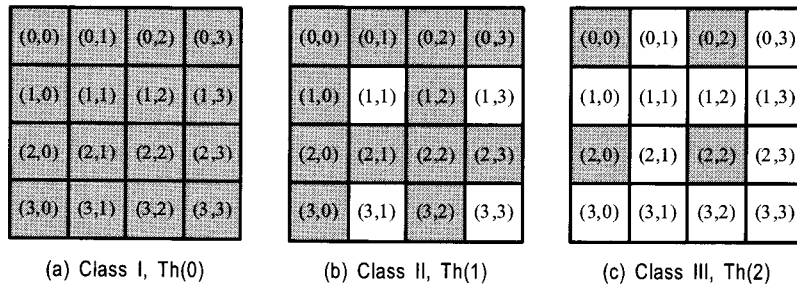 (0,0) (0,1) (0,2) (0,3) (0,0) (0,1) (0,2) (0,3) (0,0) (0,1) (0,2) (0,3)
(1,0) (1,1) (1,2) (1,3) (1,0) (1,1) (1,2) (1,3) (1,0) (1,1) (1,2) (1,3)
(2,0) (2,1) (2,2) (2,3) (2,0) (2,1) (2,2) (2,3) (2,0) (2,1) (2,2) (2,3)
(3,0) (3,1) (3,2) (3,3) (3,0) (3,1) (3,2) (3,3) (3,0) (3,1) (3,2) (3,3)
(a) Class I, Th(0) (b) Class II, Th(1) (c) Class III, Th(2)